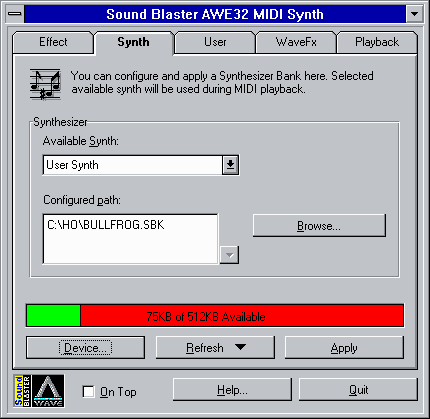 Sound Blaster AWE32 MIDI Synth
Effect Synth User WaveFx Playback
You can configure and apply a Synthesizer Bank here. Selected
available synth will be used during MIDI playback.
Synthesizer
Available Synth:
User Synth
Configured path:
C:\HO\BULLFROG.SBK
Browse...
75KB of 512KB Available
Device... Refresh Apply
Sound BLASTER WAVE On Top Help... Quit